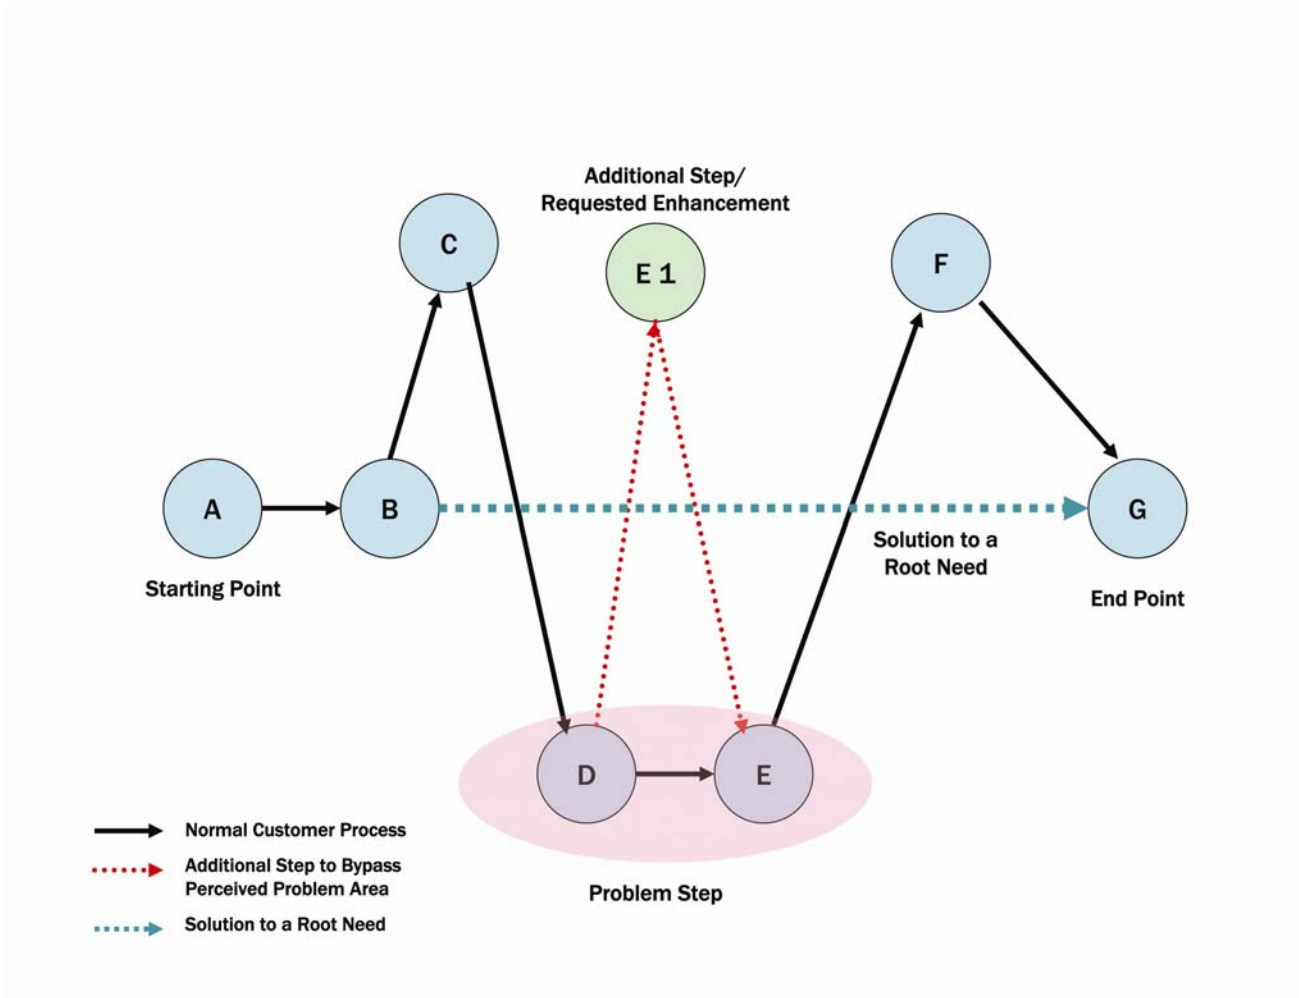 Additional Step/
Requested Enhancement
C
E 1
F
A
B
G
Starting Point
Solution to a
Root Need
End Point
D
E
Problem Step
Normal Customer Process
Additional Step to Bypass
Perceived Problem Area
Solution to a Root Need